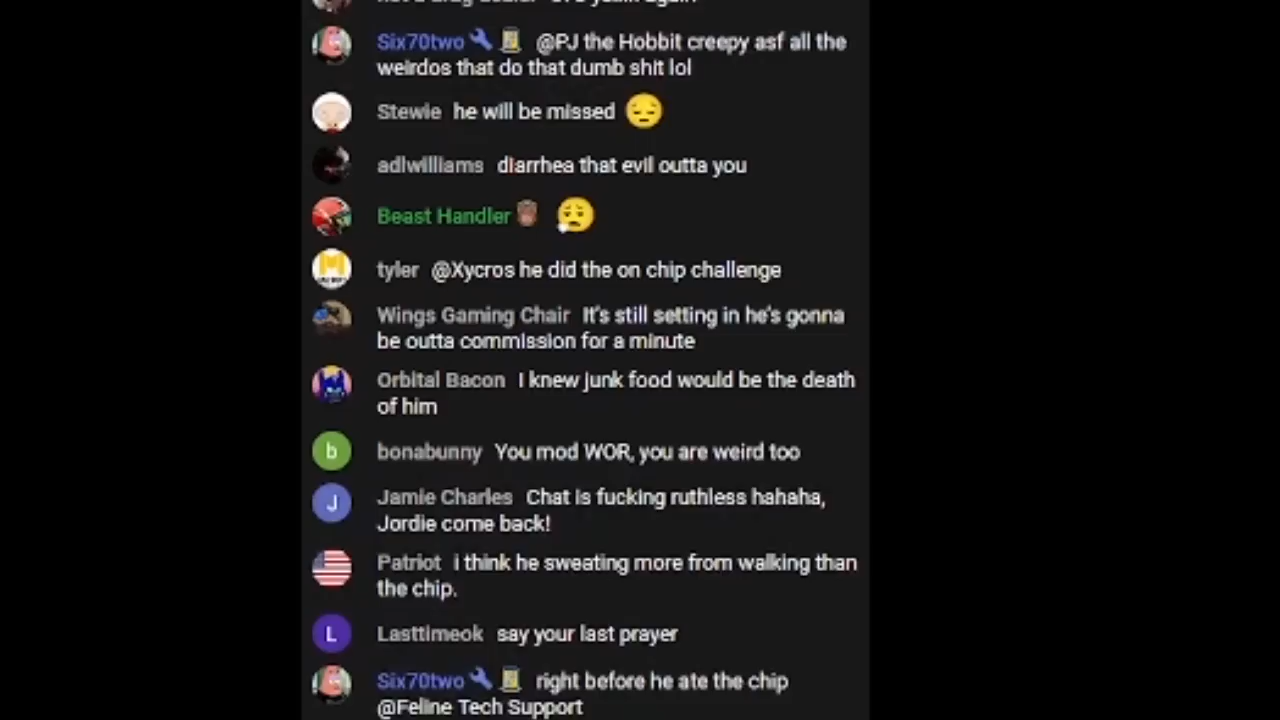 Six70two @PJ the Hobbit creepy asf all the
weirdos that do that dumb shit lol
Stewie he will be missed
adlwilliams diarrhea that evil outta you
Beast Handler
tyler @Xycros he did the on chip challenge
Wings Gaming Chair It's still setting in he's gonna
be outta commission for a minute
Orbital Bacon I knew junk food would be the death
of him
b
bonabunny You mod WOR, you are weird too
J
Jamie Charles Chat is fucking ruthless hahaha,
Jordie come back!
Patriot i think he sweating more from walking than
the chip.
L
Lasttimeok say your last prayer
Six70two right before he ate the chip
@Feline Tech Support